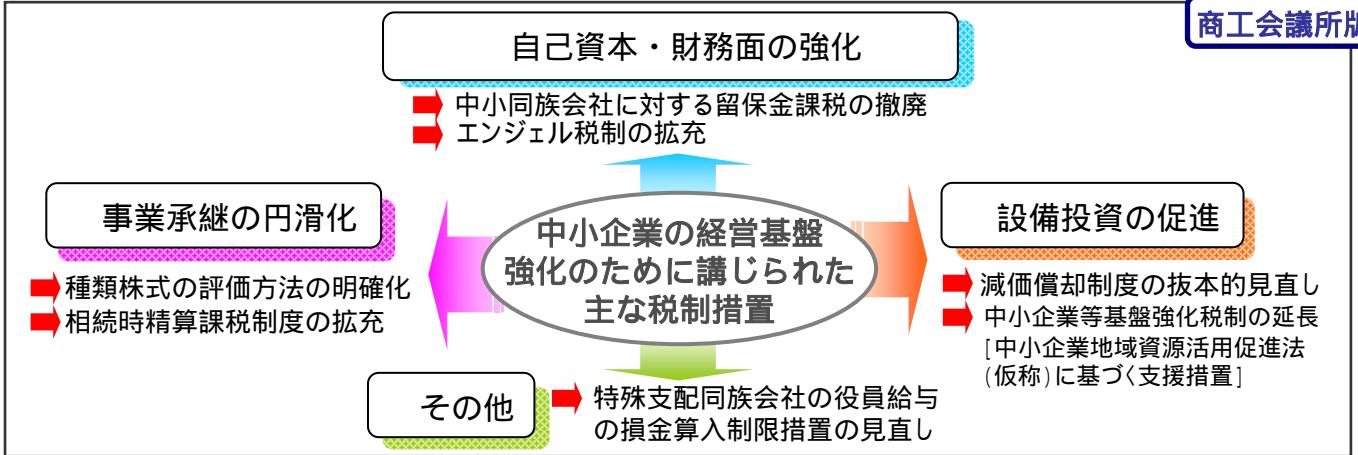 商工会議所版
自己資本・財務面の強化
中小同族会社に対する留保金課税の撤廃
エンジェル税制の拡充
事業承継の円滑化
種類株式の評価方法の明確化
相続時精算課税制度の拡充
中小企業の経営基盤
強化のために講じられた
主な税制措置
設備投資の促進
減価償却制度の抜本的見直し
中小企業等基盤強化税制の延長
[中小企業地域資源活用促進法
(仮称)に基づく支援措置]
その他
特殊支配同族会社の役員給与
の損金算入制限措置の見直し